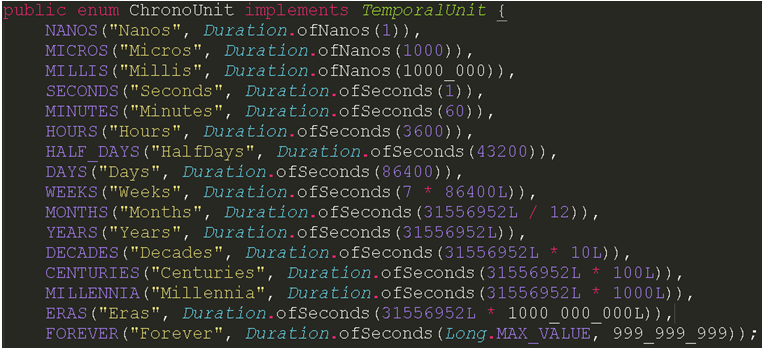 public enum ChronoUnit implements TemporalUnit {
NANOS("Nanos", Duration.ofNanos(1)),
MICROS("Micros", Duration.ofNanos(1000)),
MILLIS("Millis", Duration.ofNanos(1000_000)),
SECONDS("Seconds", Duration.ofSeconds(1)),
MINUTES("Minutes", Duration.ofSeconds(60)),
HOURS("Hours", Duration.ofSeconds(3600)),
HALF_DAYS("HalfDays", Duration.ofSeconds(43200)),
DAYS("Days", Duration.ofSeconds(86400)),
WEEKS("Weeks", Duration.ofSeconds(7 * 86400L)),
MONTHS("Months", Duration.ofSeconds(31556952L / 12)),
YEARS("Years", Duration.ofSeconds(31556952L)),
DECADES("Decades", Duration.ofSeconds(31556952L * 10L)),
CENTURIES("Centuries", Duration.ofSeconds(31556952L * 100L)),
MILLENNIA("Millennia", Duration.ofSeconds(31556952L * 1000L)),
ERAS("Eras", Duration.ofSeconds(31556952L * 1000_000_000L)),
FOREVER("Forever", Duration.ofSeconds(Long.MAX_VALUE, 999_999_999));